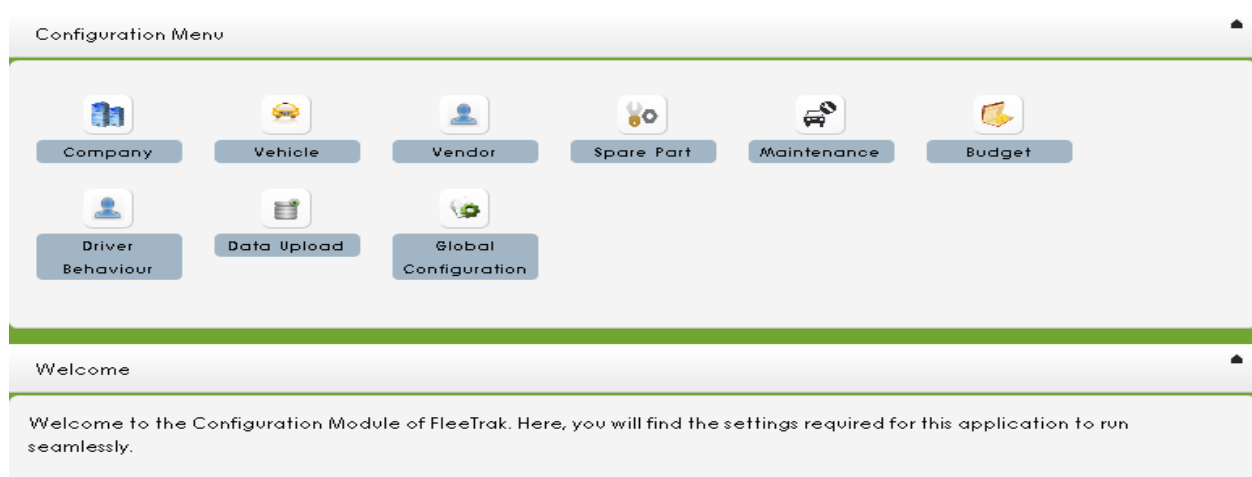 Configuration Menu
Company
Vehicle
Vendor
Spare Part
Maintenance
Budget
Driver
Behaviour
Data Upload
Global
Configuration
Welcome
Welcome to the Configuration Module of FleeTrak. Here, you will find the settings required for this application to run
seamlessly.